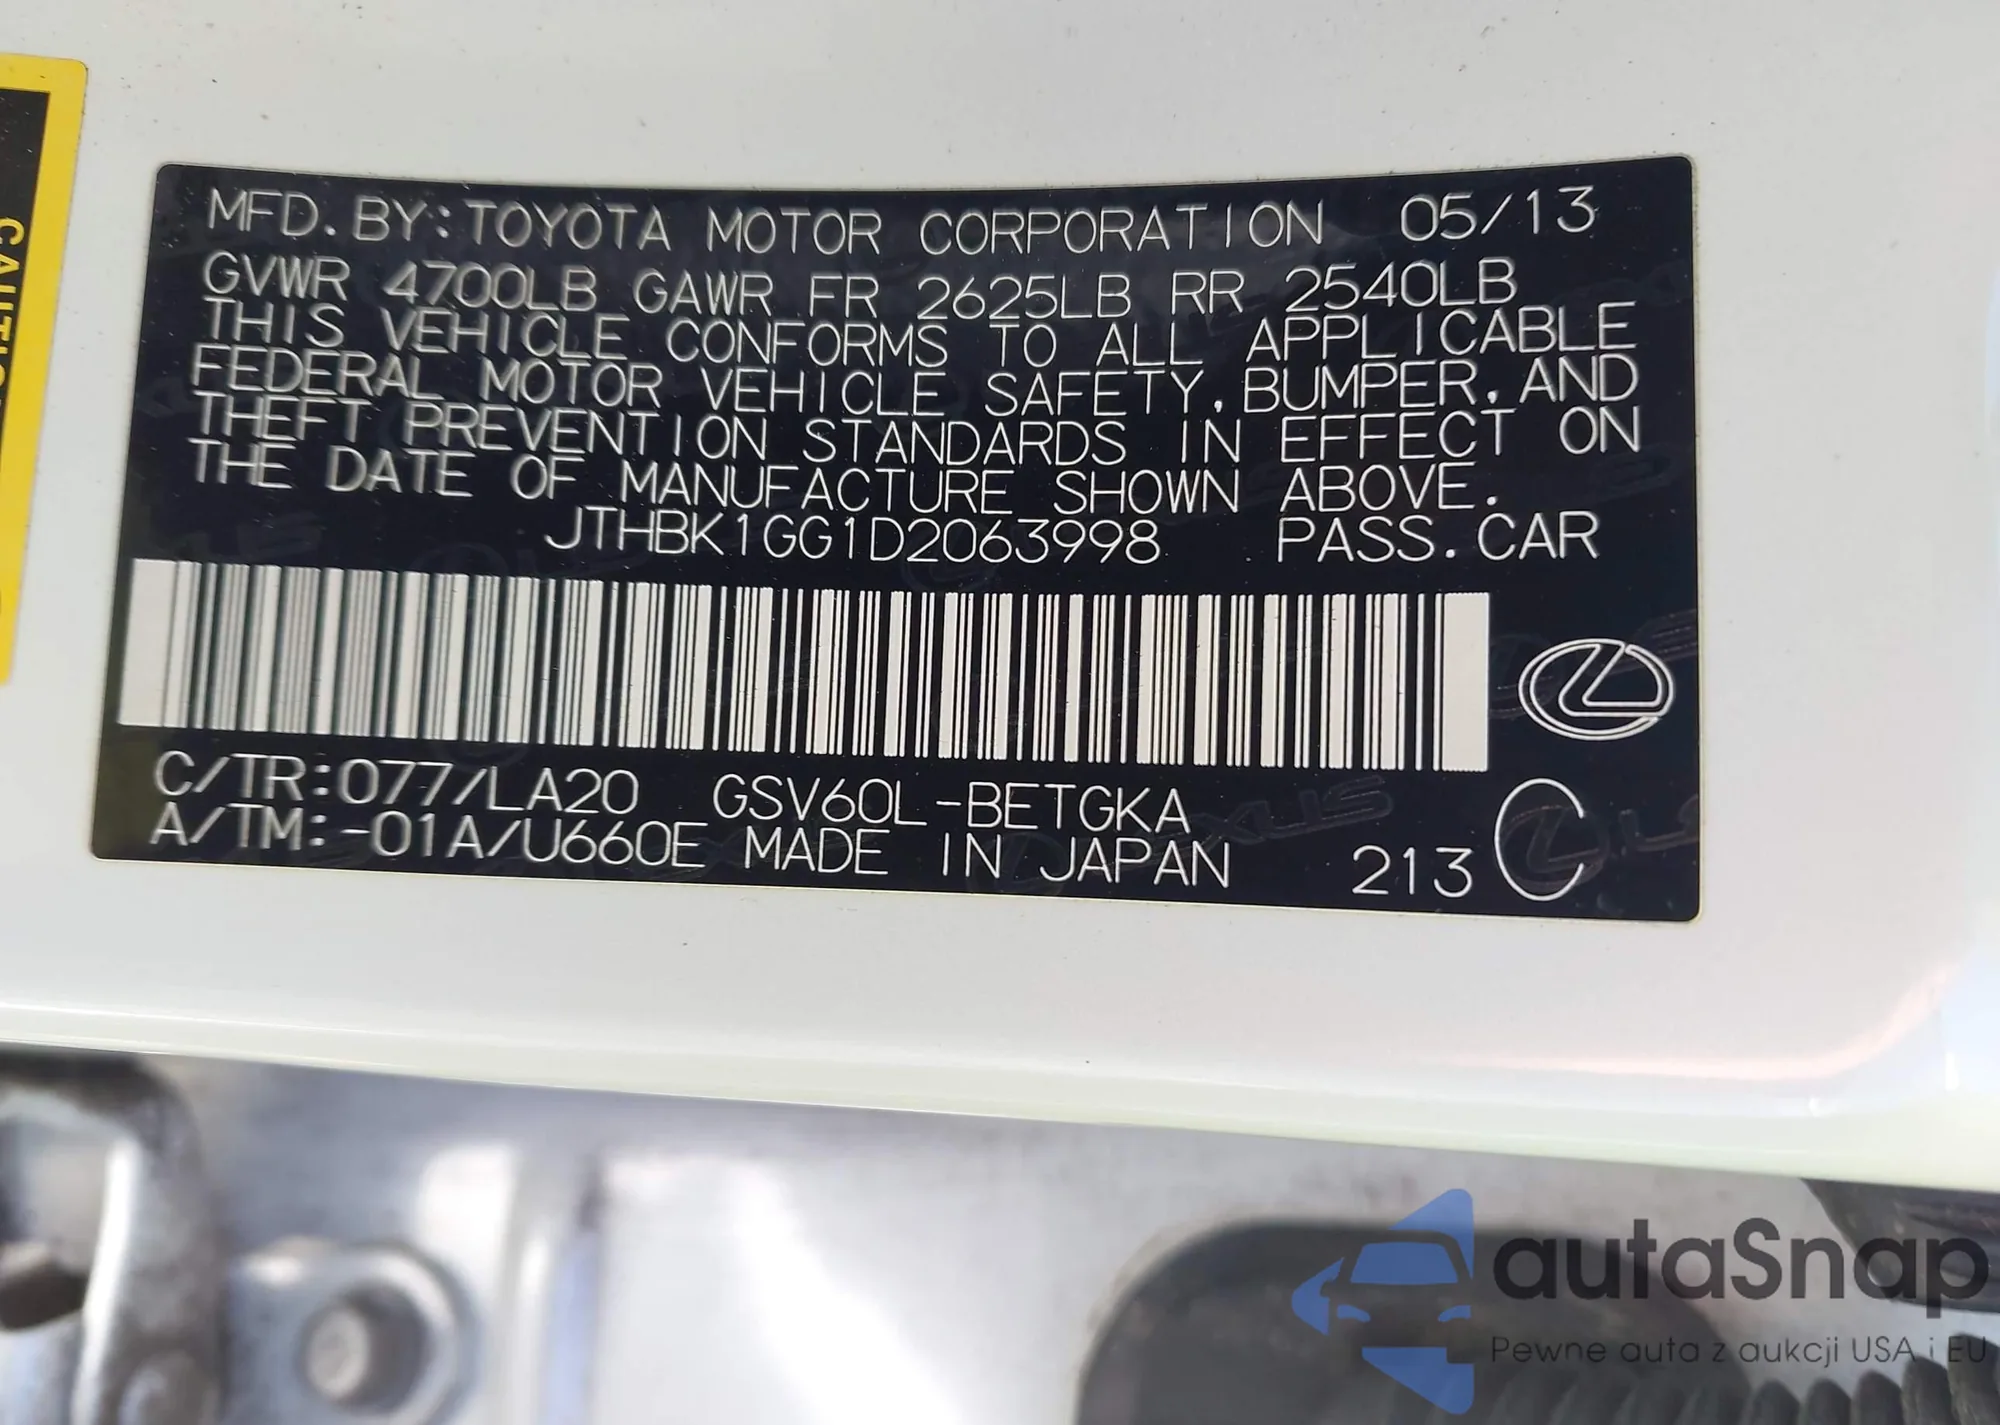 MFD. BY: TOYOTA MOTOR CORPORATION 05/13
GVWR 4700LB GAWR FR 2625LB RR 2540LB
THIS VEHICLE CONFORMS TO ALL APPLICABLE
FEDERAL MOTOR VEHICLE SAFETY, BUMPER, AND
THEFT PREVENTION STANDARDS IN EFFECT ON
THE DATE OF MANUFACTURE SHOWN ABOVE.
JTHBK1GG1D2063998 PASS. CAR
C/TR: 077/LA20 GSV60L-BETGKA
A/TM: -01A/U660E MADE IN JAPAN 213 C
autaSnap
Pewne auta z aukcji USA i EU